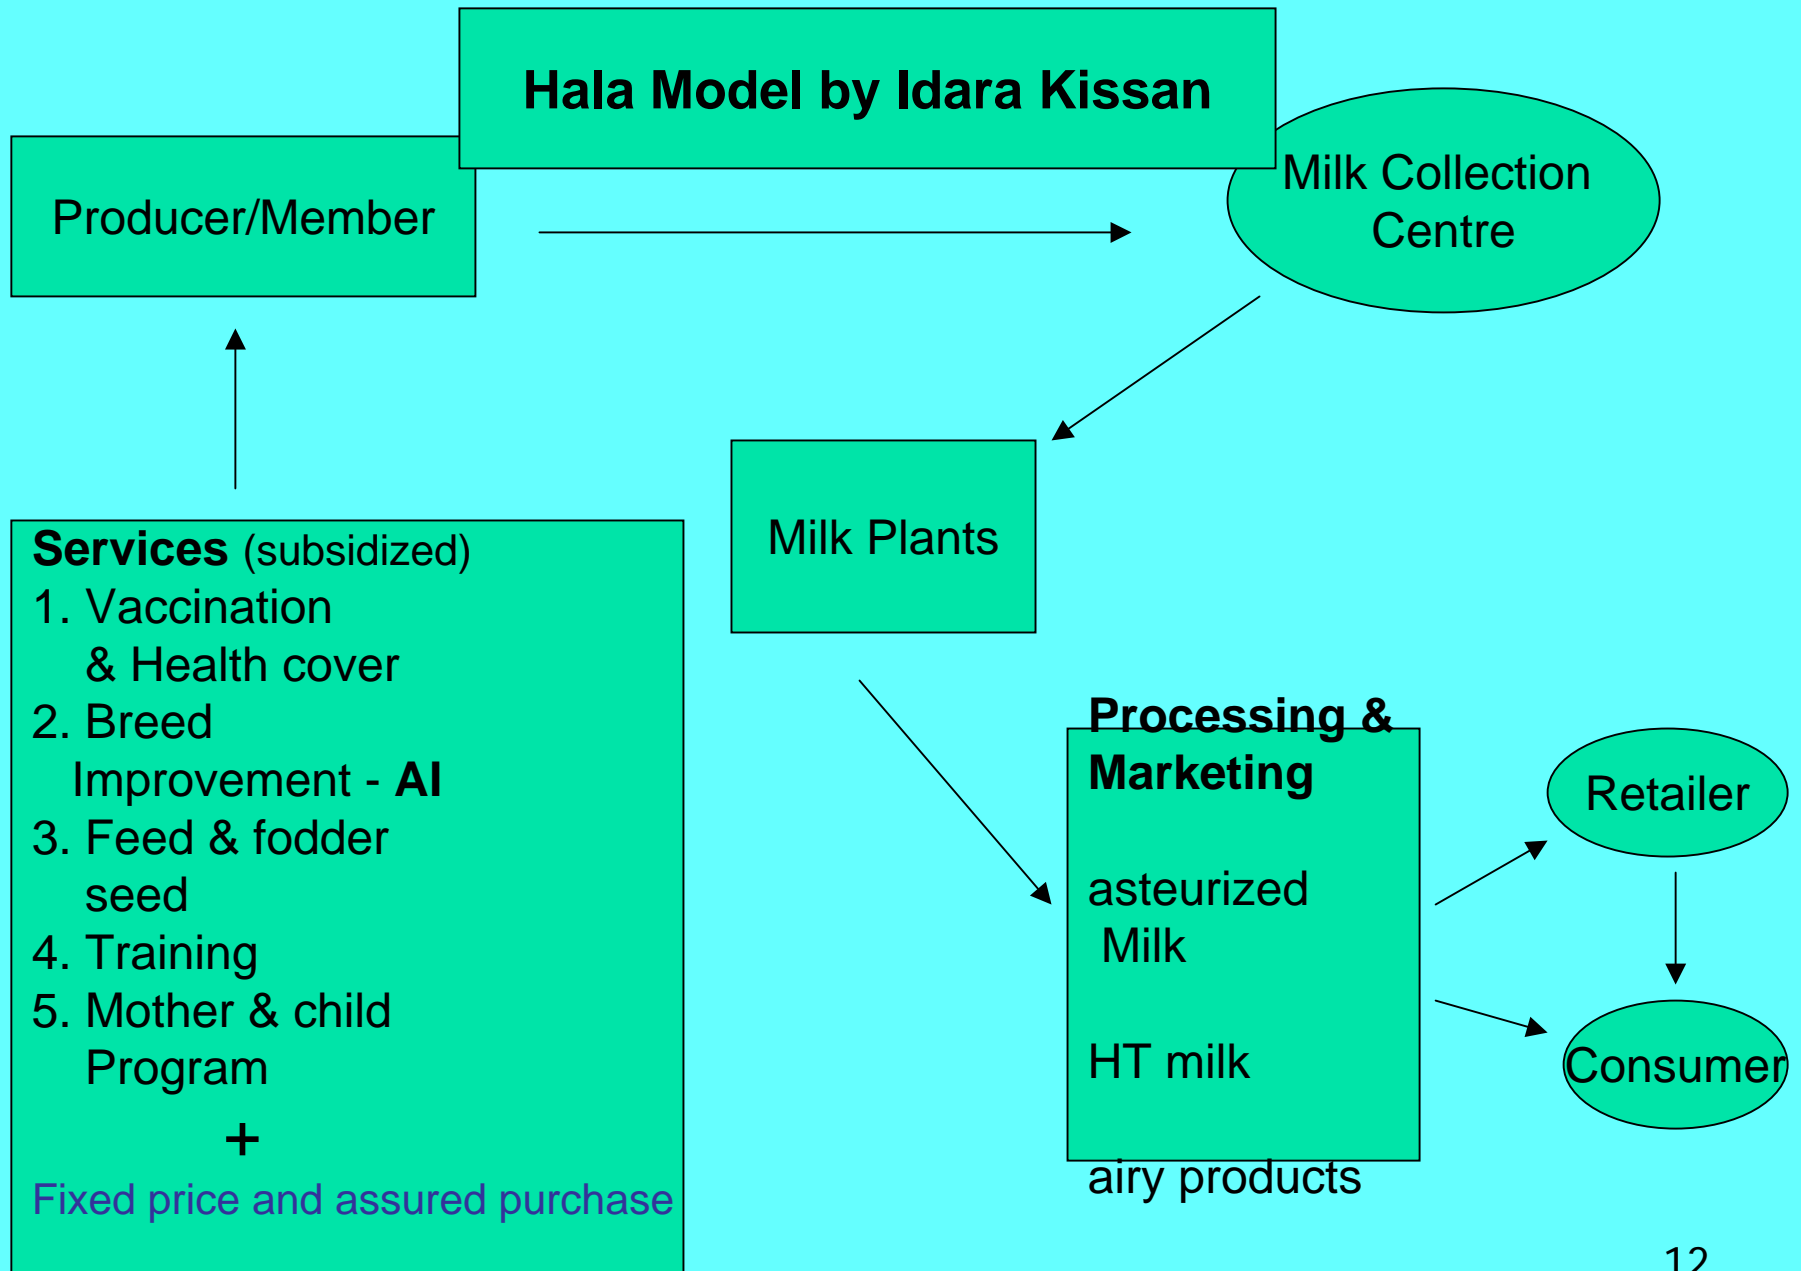 Hala Model by Idara Kissan
Producer/Member
Milk Collection
Centre
Milk Plants
Services (subsidized)
1. Vaccination
& Health cover
2. Breed
Improvement - AI
3. Feed & fodder
seed
4. Training
5. Mother & child
Program
+
Fixed price and assured purchase
Processing &
Marketing
asteurized
Milk
HT milk
airy products
Retailer
Consumer
12